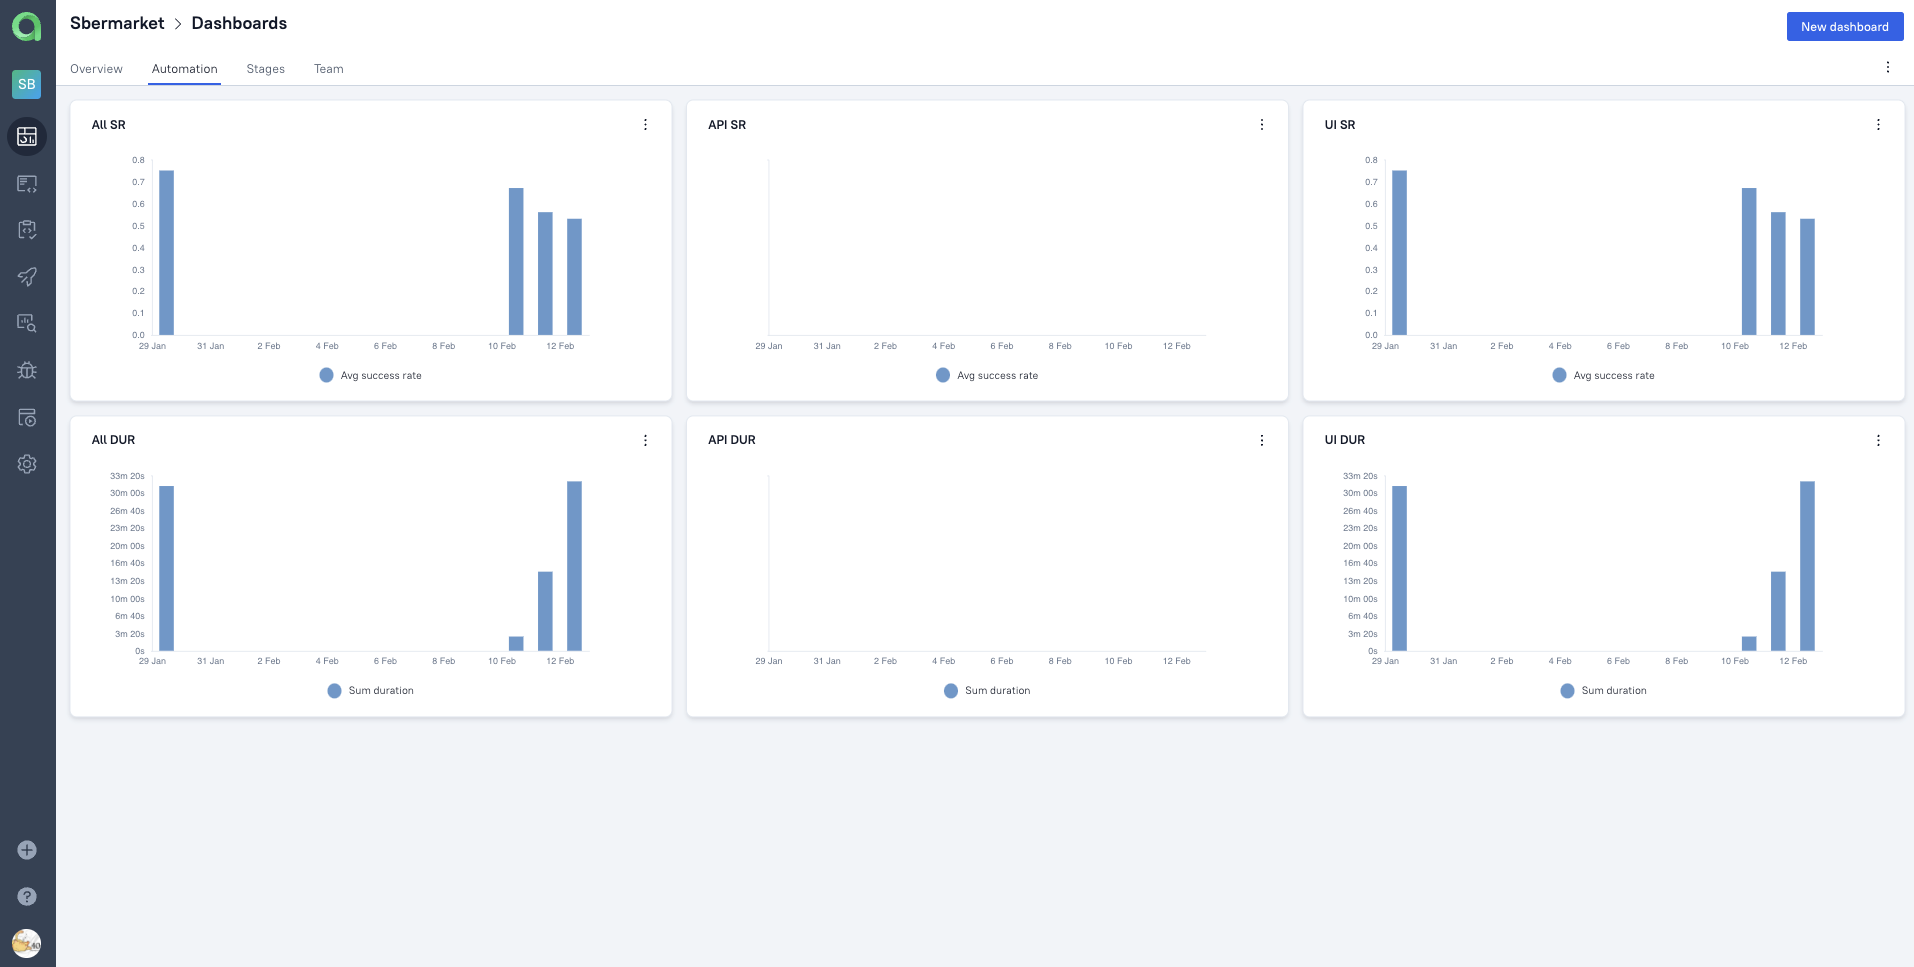 Sbermarket > Dashboards
New dashboard
Overview Automation Stages Team
SB
All SR
0.8
0.7
0.6
0.5
0.4
0.3
0.2
0.1
0.0
29 Jan 31 Jan 2 Feb 4 Feb 6 Feb 8 Feb 10 Feb 12 Feb
Avg success rate
API SR
29 Jan 31 Jan 2 Feb 4 Feb 6 Feb 8 Feb 10 Feb 12 Feb
Avg success rate
UI SR
0.8
0.7
0.6
0.5
0.4
0.3
0.2
0.1
0.0
29 Jan 31 Jan 2 Feb 4 Feb 6 Feb 8 Feb 10 Feb 12 Feb
Avg success rate
All DUR
33m 20s
30m 00s
26m 40s
23m 20s
20m 00s
16m 40s
13m 20s
10m 00s
6m 40s
3m 20s
0s
29 Jan 31 Jan 2 Feb 4 Feb 6 Feb 8 Feb 10 Feb 12 Feb
Sum duration
API DUR
29 Jan 31 Jan 2 Feb 4 Feb 6 Feb 8 Feb 10 Feb 12 Feb
Sum duration
UI DUR
33m 20s
30m 00s
26m 40s
23m 20s
20m 00s
16m 40s
13m 20s
10m 00s
6m 40s
3m 20s
0s
29 Jan 31 Jan 2 Feb 4 Feb 6 Feb 8 Feb 10 Feb 12 Feb
Sum duration